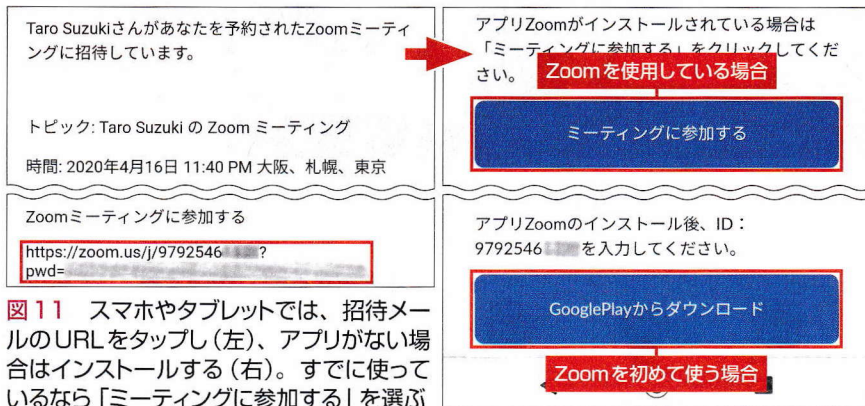 Taro Suzukiさんがあなたを予約されたZoomミーティ
ングに招待しています。
トピック: Taro Suzuki の Zoom ミーティング
時間: 2020年4月16日 11:40 PM 大阪、札幌、東京
Zoomミーティングに参加する
https://zoom.us/j/9792546 ?
pwd=
図11 スマホやタブレットでは、招待メー
ルのURLをタップし（左）、アプリがない場
合はインストールする（右）。すでに使って
いるなら「ミーティングに参加する」を選ぶ
アプリZoomがインストールされている場合は
「ミーティングに参加する」をクリックしてくだ
さい。
Zoomを使用している場合
ミーティングに参加する
アプリZoomのインストール後、ID：
9792546 を入力してください。
GooglePlayからダウンロード
Zoomを初めて使う場合